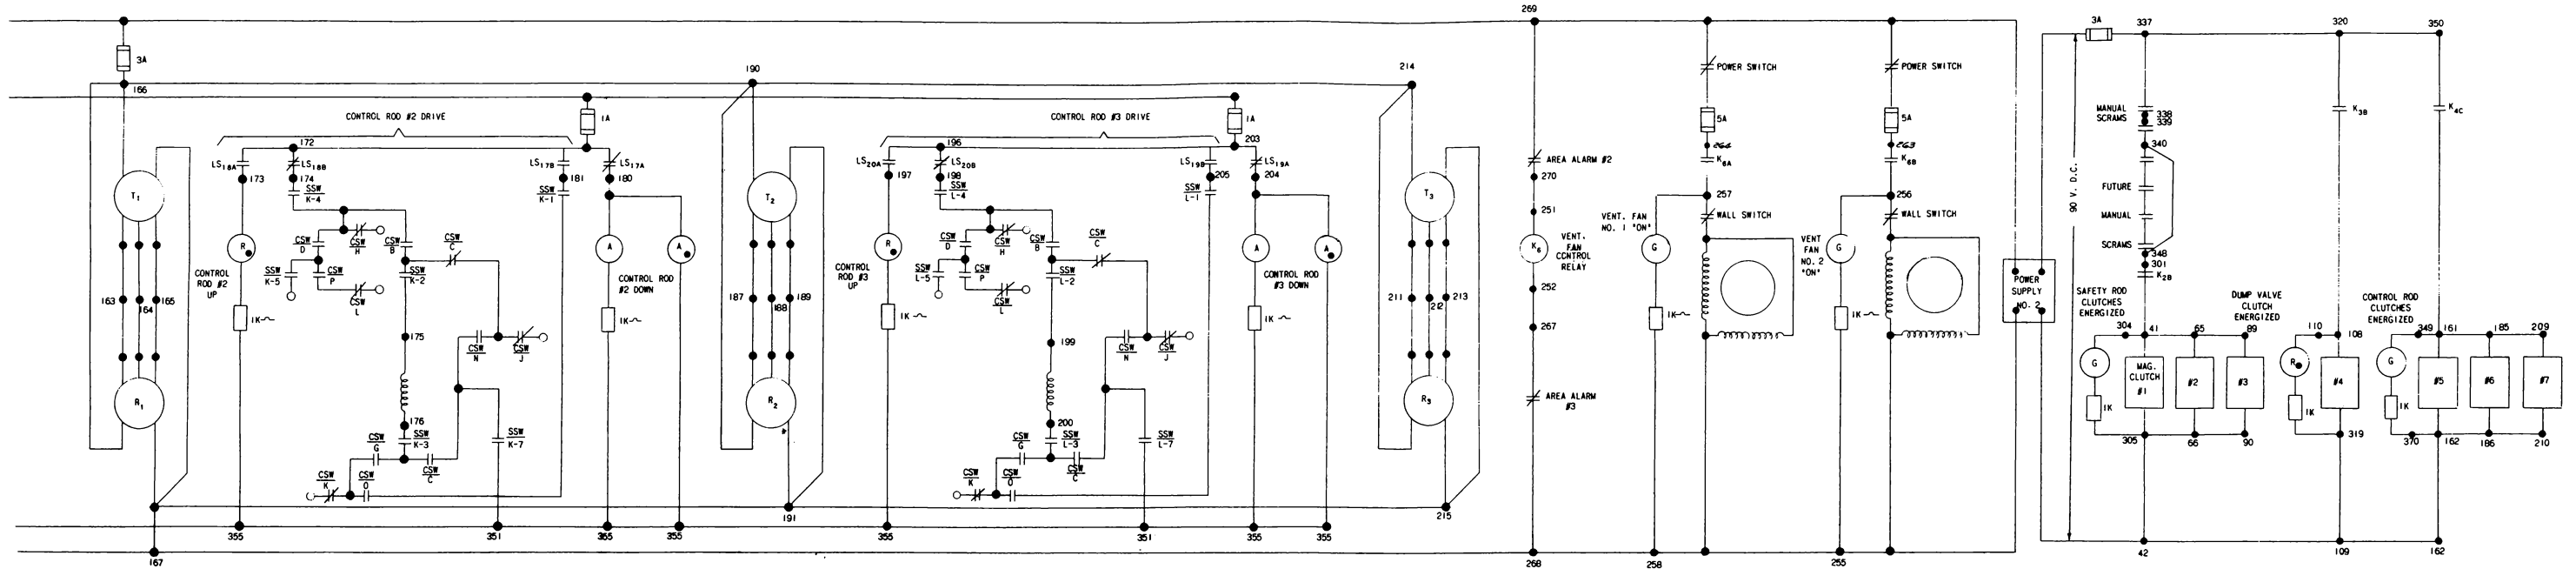 269
3A
337
320
350
3A
190
214
POWER SWITCH
POWER SWITCH
166
CONTROL ROD #2 DRIVE
1A
CONTROL ROD #3 DRIVE
1A
5A
5A
MANUAL
SCRAMS
338
339
K3B
K4C
172
196
203
264
263
340
LS18A
LS18B
LS17B
LS17A
LS20A
LS20B
LS19B
LS19A
AREA ALARM #2
K6A
K6B
173
174
181
180
197
198
205
204
270
90 V. D.C.
SSW
K-4
SSW
K-1
SSW
L-4
SSW
L-1
FUTURE
T1
T2
T3
257
256
251
WALL SWITCH
WALL SWITCH
MANUAL
VENT. FAN
NO. 1 "ON"
CSW
D
CSW
H
CSW
B
CSW
C
CSW
D
CSW
H
CSW
B
CSW
C
R
A
A
R
A
A
K6
VENT.
FAN
CONTROL
RELAY
G
VENT
FAN
NO. 2
"ON"
G
SCRAMS
348
301
K2B
SSW
K-5
CSW
P
SSW
K-2
SSW
L-5
CSW
P
SSW
L-2
CONTROL
ROD #2
UP
CONTROL ROD
#2 DOWN
CONTROL
ROD #3
UP
CONTROL ROD
#3 DOWN
POWER
SUPPLY
NO. 2
CSW
L
CSW
L
163
164
165
187
188
189
211
212
213
252
SAFETY ROD
CLUTCHES
ENERGIZED
DUMP VALVE
CLUTCH
ENERGIZED
CONTROL ROD
CLUTCHES
ENERGIZED
1K
1K
1K
1K
1K
1K
267
175
199
304
41
65
89
110
108
349
161
185
209
CSW
N
CSW
J
CSW
N
CSW
J
G
MAG.
CLUTCH
#1
#2
#3
R
#4
G
#5
#6
#7
R1
R2
R3
AREA ALARM
#3
1K
1K
1K
176
200
CSW
G
SSW
K-3
CSW
C
SSW
K-7
CSW
G
SSW
L-3
CSW
C
SSW
L-7
305
66
90
319
370
162
186
210
CSW
K
CSW
O
CSW
K
CSW
O
191
215
355
351
365
355
355
351
355
355
167
268
258
255
42
109
162